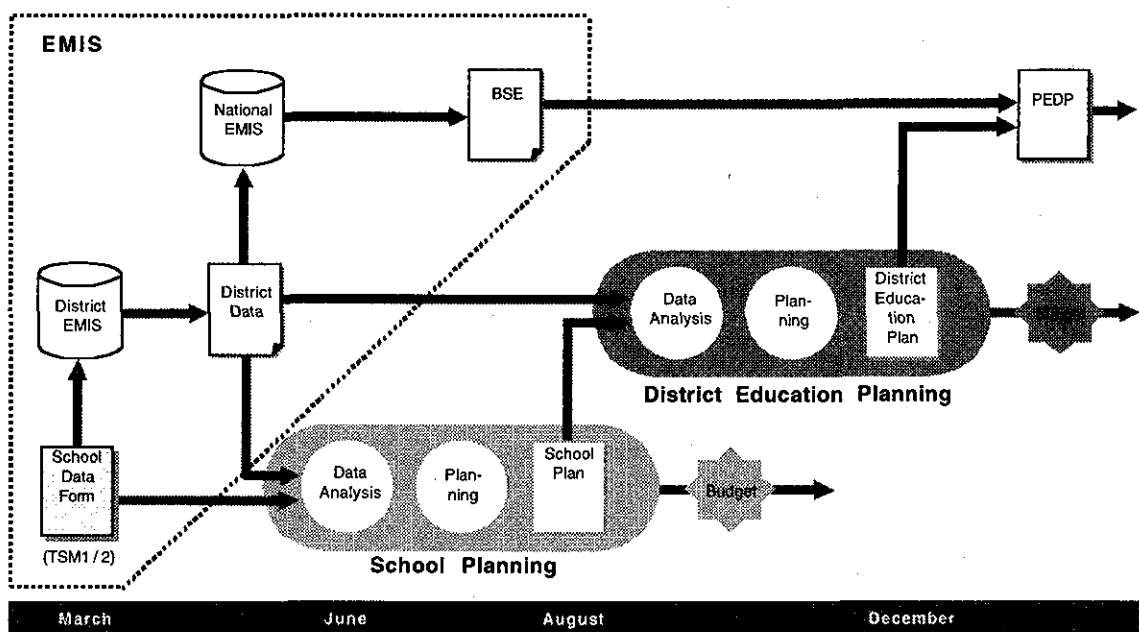 EMIS
National
EMIS
BSE
PEDP
District
EMIS
District
Data
Data
Analysis
Plan-
ning
District
Educa-
tion
Plan
District Education Planning
School
Data
Form
(TSM1 / 2)
Data
Analysis
Plan-
ning
School
Plan
Budget
School Planning
March
June
August
December